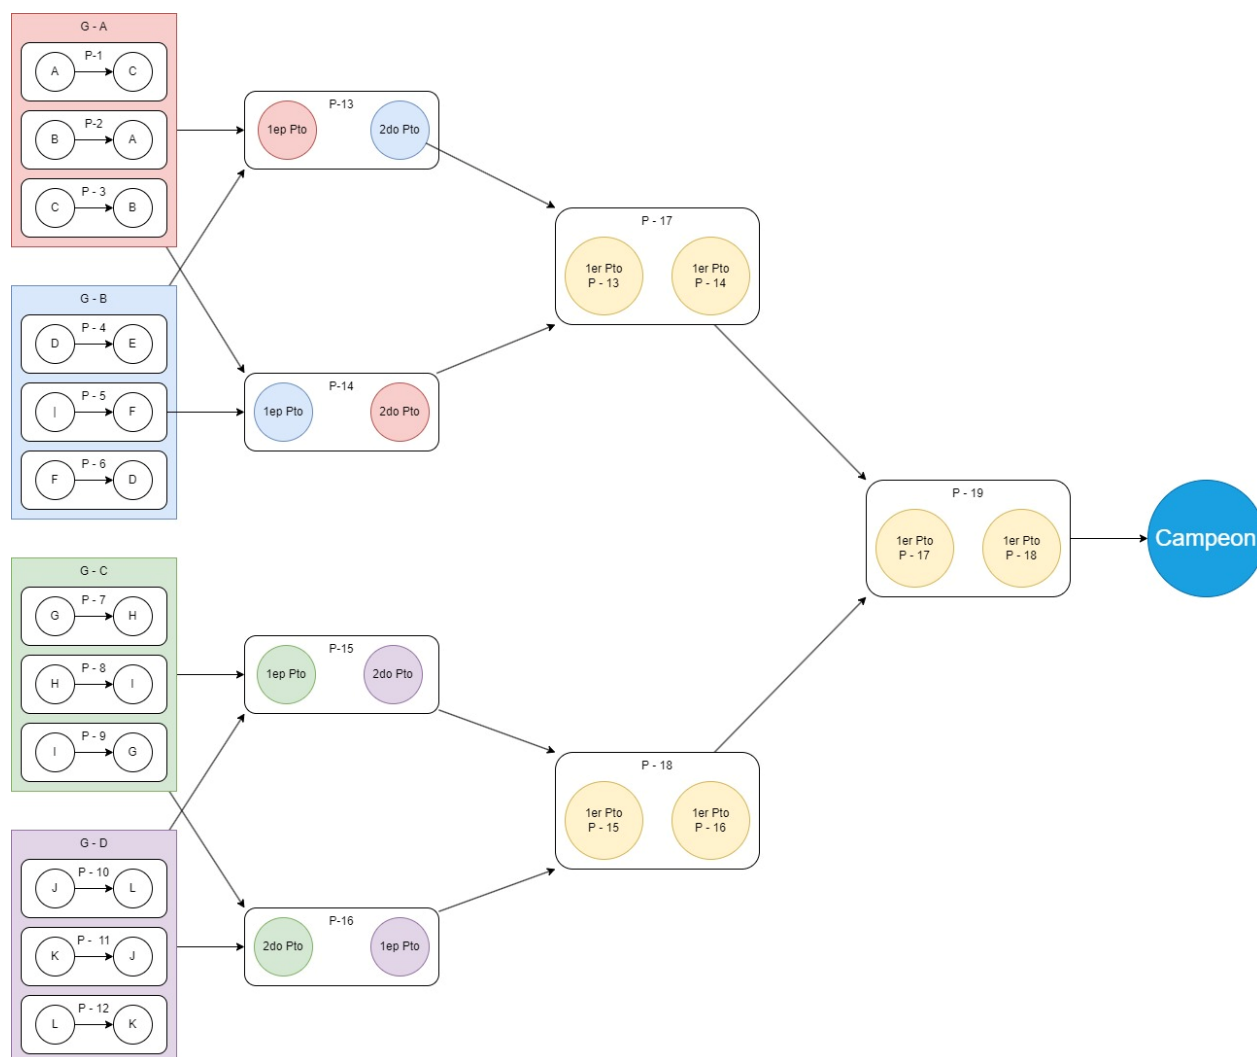 G - A
P-1
A
C
P-2
B
A
P - 3
C
B
G - B
P - 4
D
E
P - 5
I
F
P - 6
F
D
G - C
P - 7
G
H
P - 8
H
I
P - 9
I
G
G - D
P - 10
J
L
P - 11
K
J
P - 12
L
K
P-13
1ep Pto
2do Pto
P-14
1ep Pto
2do Pto
P-15
1ep Pto
2do Pto
P-16
2do Pto
1ep Pto
P - 17
1er Pto
P - 13
1er Pto
P - 14
P - 18
1er Pto
P - 15
1er Pto
P - 16
P - 19
1er Pto
P - 17
1er Pto
P - 18
Campeon